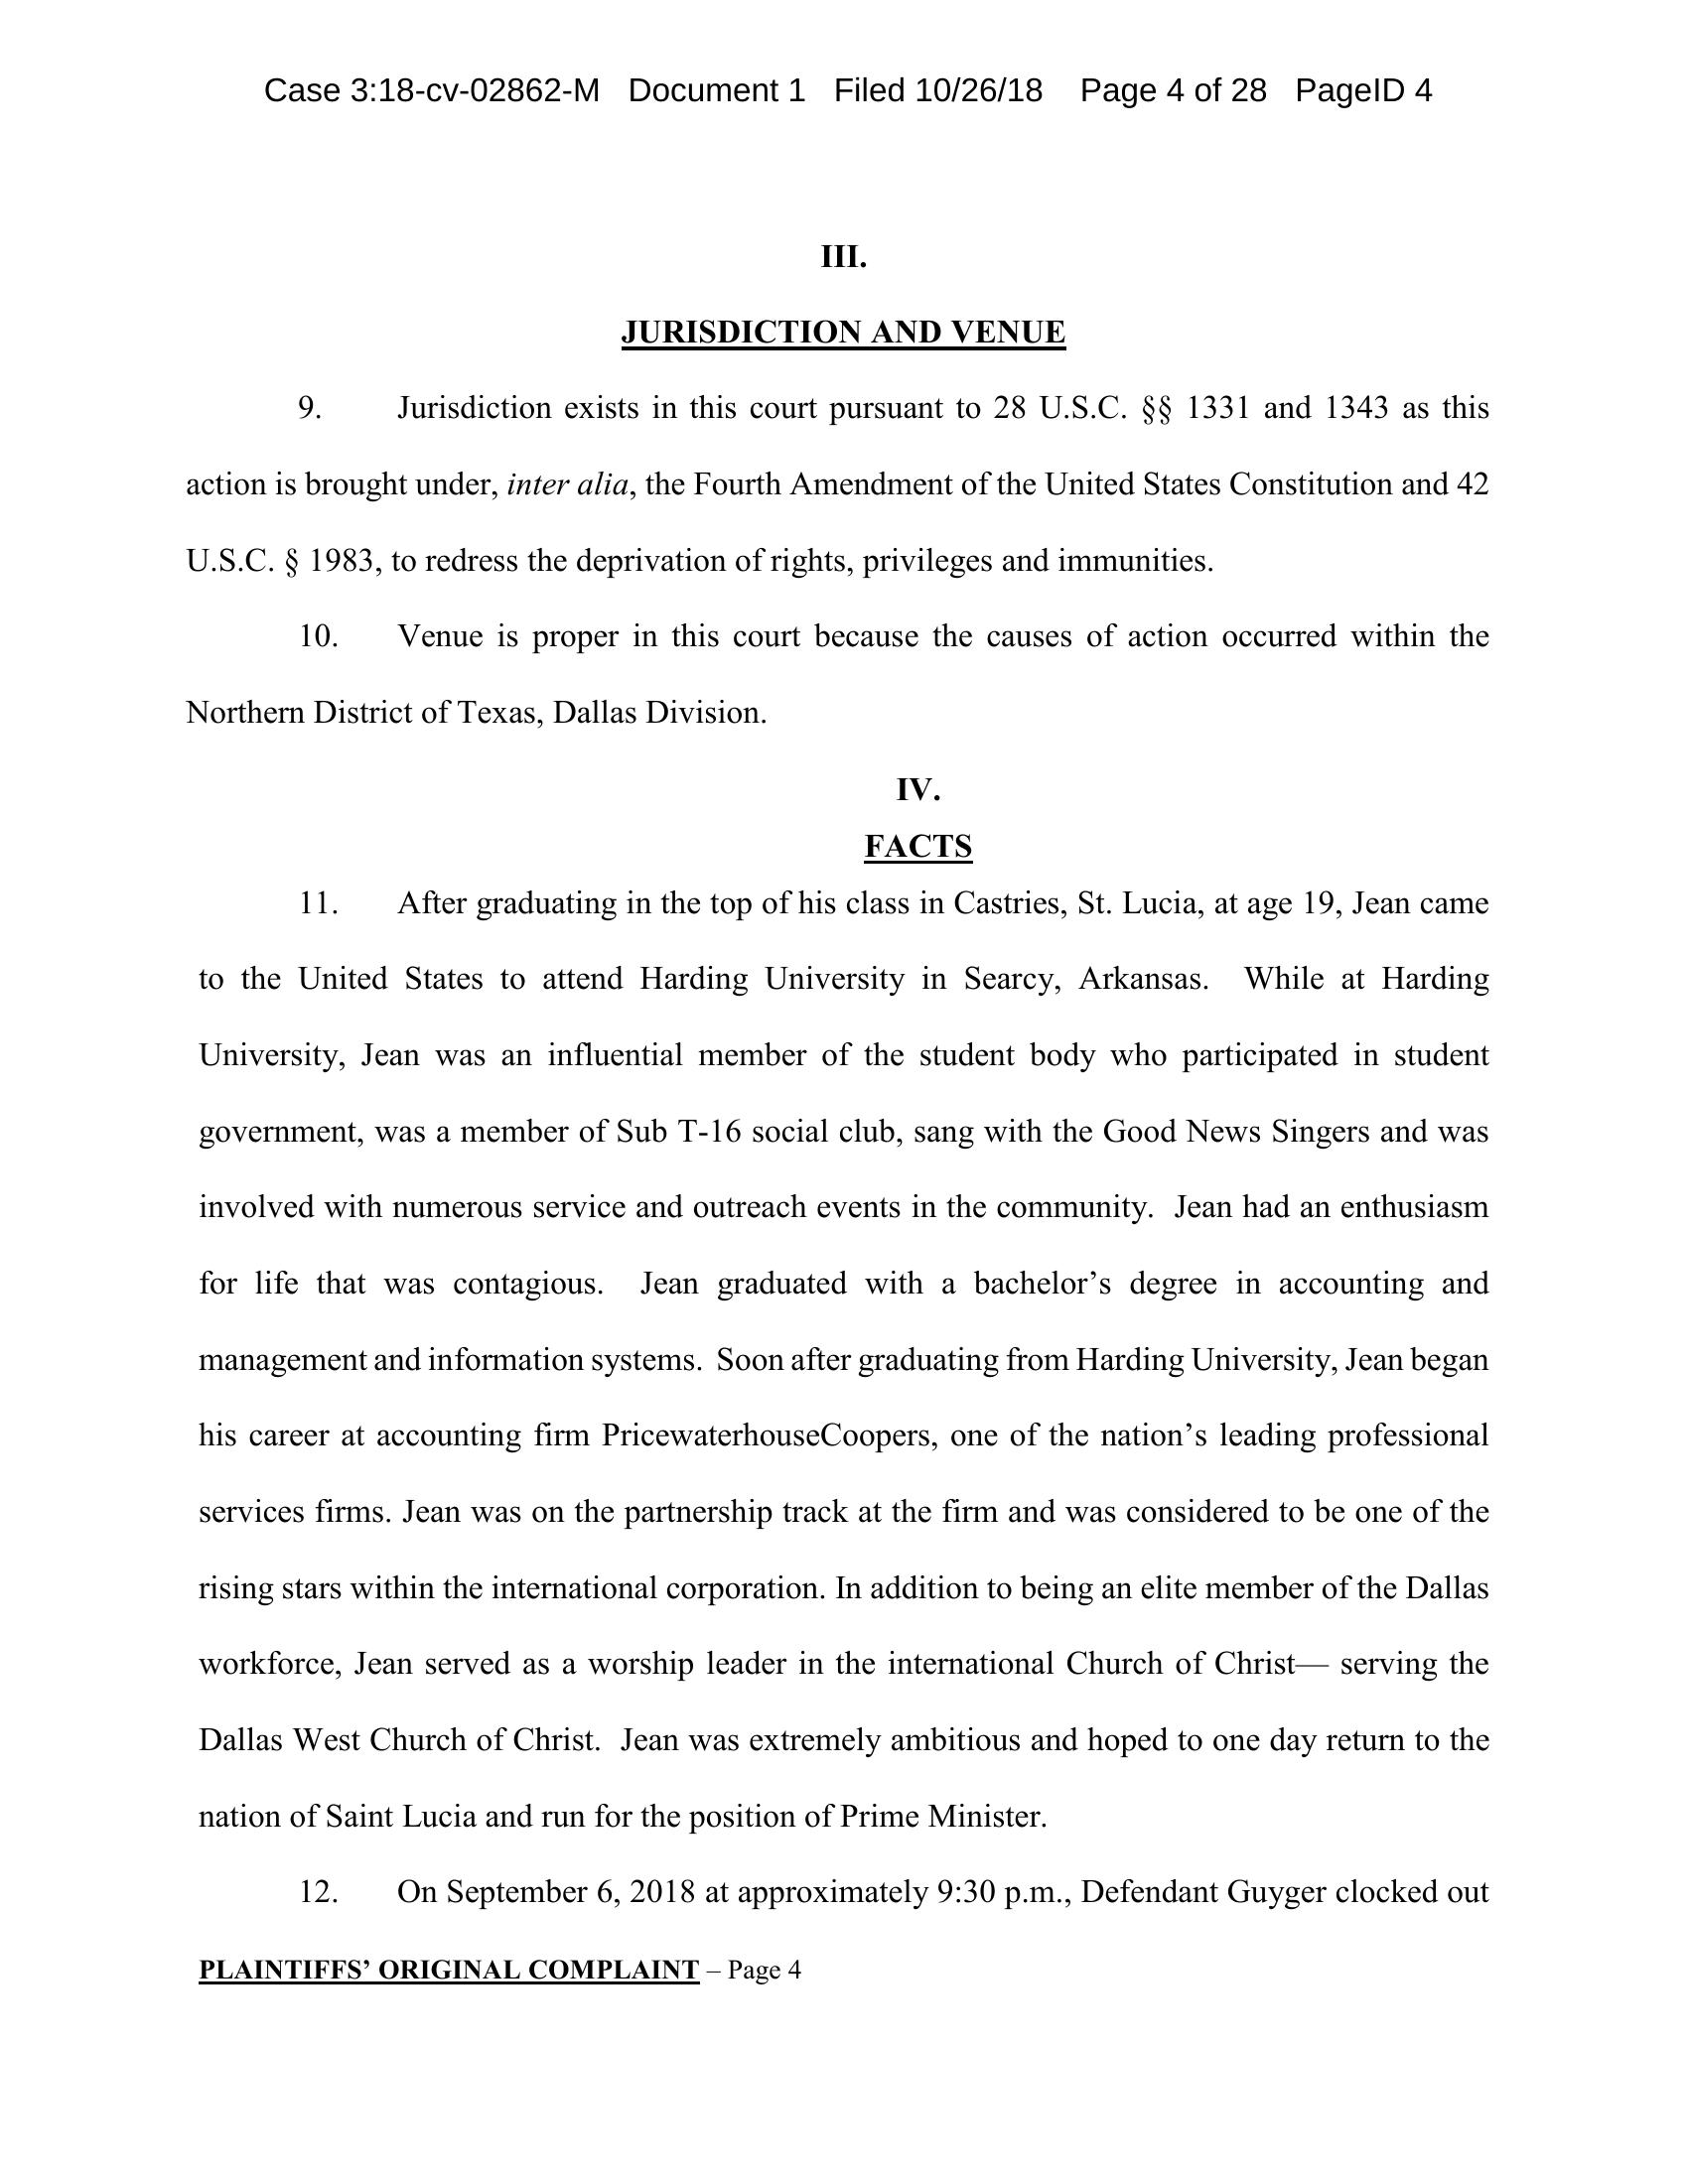 Case 3:18-cv-02862-M Document 1 Filed 10/26/18 Page 4 of 28 PageID 4
III.
JURISDICTION AND VENUE
9. Jurisdiction exists in this court pursuant to 28 U.S.C. §§ 1331 and 1343 as this
action is brought under, inter alia, the Fourth Amendment of the United States Constitution and 42
U.S.C. § 1983, to redress the deprivation of rights, privileges and immunities.
10. Venue is proper in this court because the causes of action occurred within the
Northern District of Texas, Dallas Division.
IV.
FACTS
11. After graduating in the top of his class in Castries, St. Lucia, at age 19, Jean came
to the United States to attend Harding University in Searcy, Arkansas. While at Harding
University, Jean was an influential member of the student body who participated in student
government, was a member of Sub T-16 social club, sang with the Good News Singers and was
involved with numerous service and outreach events in the community. Jean had an enthusiasm
for life that was contagious. Jean graduated with a bachelor’s degree in accounting and
management and information systems. Soon after graduating from Harding University, Jean began
his career at accounting firm PricewaterhouseCoopers, one of the nation’s leading professional
services firms. Jean was on the partnership track at the firm and was considered to be one of the
rising stars within the international corporation. In addition to being an elite member of the Dallas
workforce, Jean served as a worship leader in the international Church of Christ— serving the
Dallas West Church of Christ. Jean was extremely ambitious and hoped to one day return to the
nation of Saint Lucia and run for the position of Prime Minister.
12. On September 6, 2018 at approximately 9:30 p.m., Defendant Guyger clocked out
PLAINTIFFS’ ORIGINAL COMPLAINT – Page 4